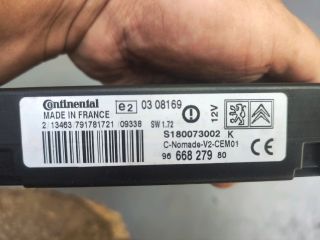 Continental e2 03 08169
MADE IN FRANCE
2 13463 791781721 09338 SW 1.72
12V
S180073002 K
C-Nomade-V2-CEM01
96 668 279 80 CE